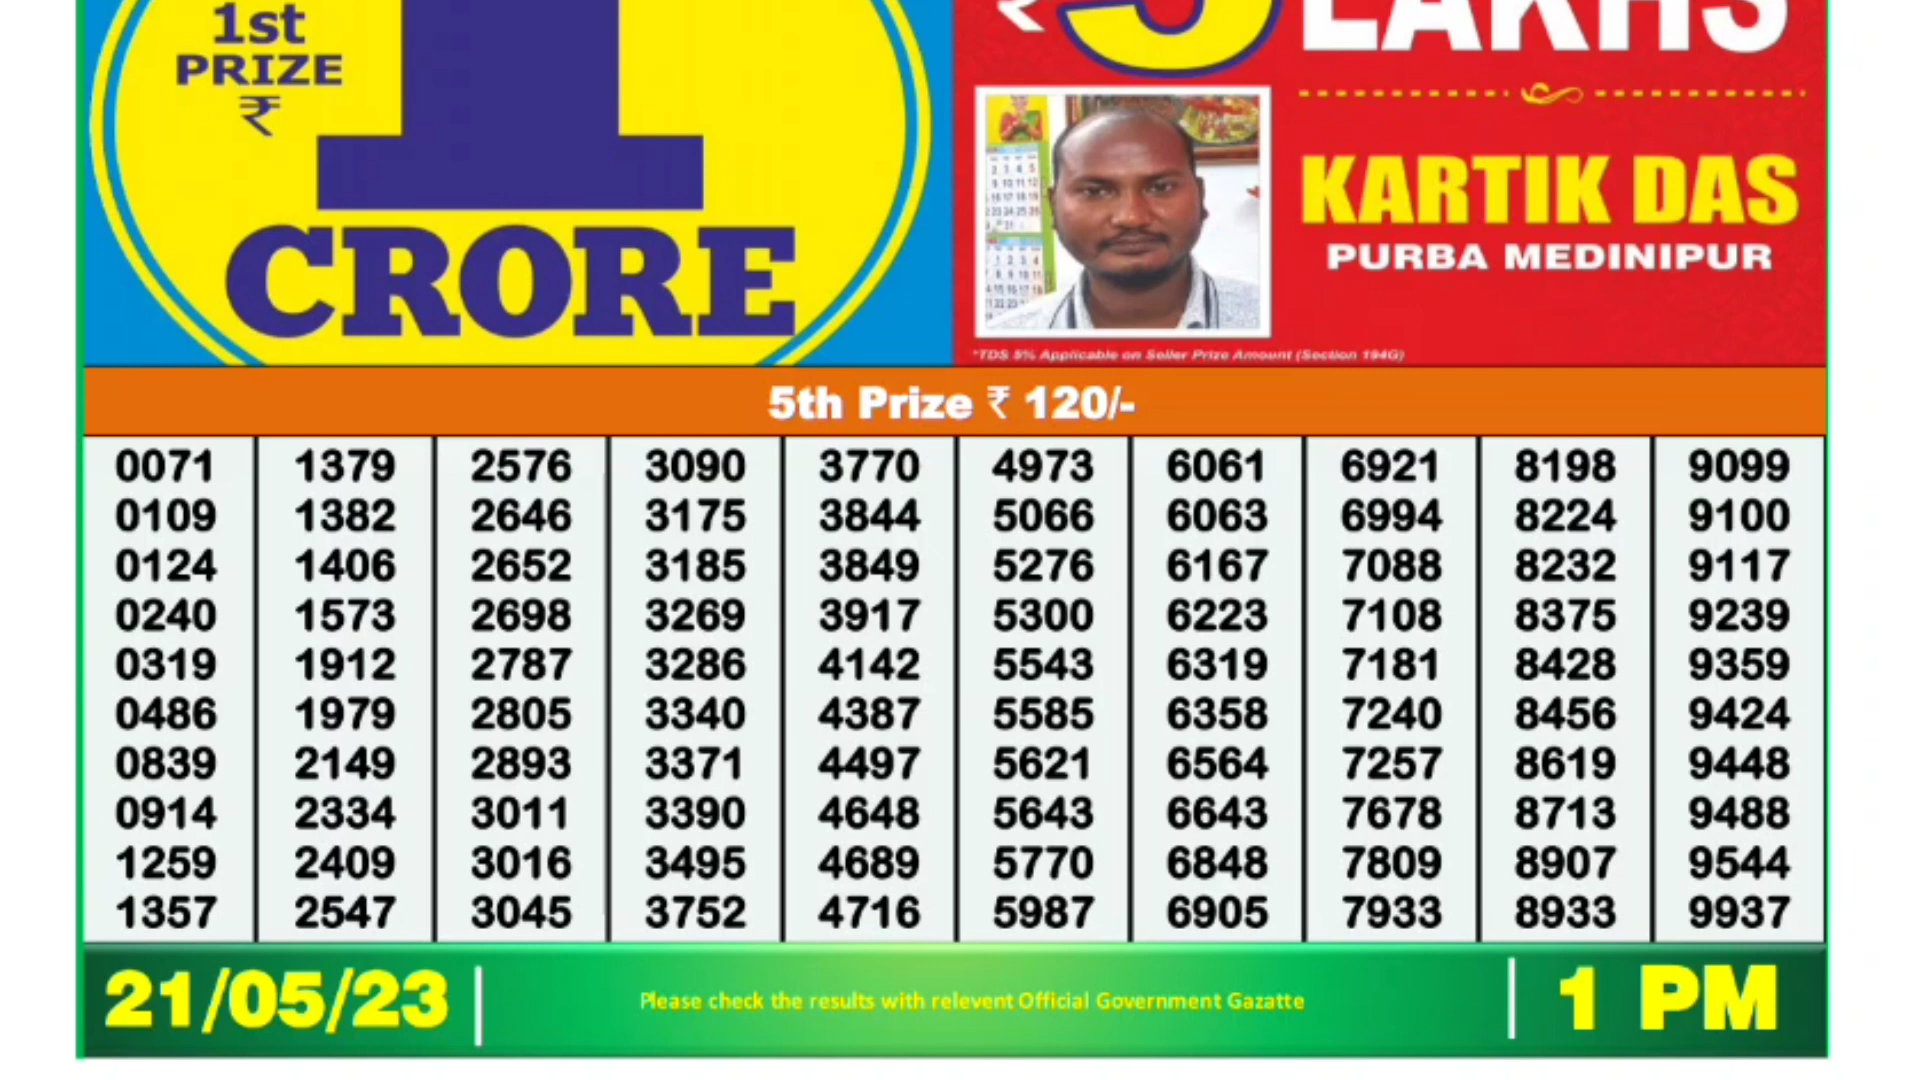 1st
PRIZE
₹
1
CRORE
₹ 5 LAKHS
KARTIK DAS
PURBA MEDINIPUR
*TDS 5% Applicable on Seller Prize Amount (Section 194G)
5th Prize ₹ 120/-
0071 1379 2576 3090 3770 4973 6061 6921 8198 9099
0109 1382 2646 3175 3844 5066 6063 6994 8224 9100
0124 1406 2652 3185 3849 5276 6167 7088 8232 9117
0240 1573 2698 3269 3917 5300 6223 7108 8375 9239
0319 1912 2787 3286 4142 5543 6319 7181 8428 9359
0486 1979 2805 3340 4387 5585 6358 7240 8456 9424
0839 2149 2893 3371 4497 5621 6564 7257 8619 9448
0914 2334 3011 3390 4648 5643 6643 7678 8713 9488
1259 2409 3016 3495 4689 5770 6848 7809 8907 9544
1357 2547 3045 3752 4716 5987 6905 7933 8933 9937
21/05/23
Please check the results with relevent Official Government Gazatte
1 PM